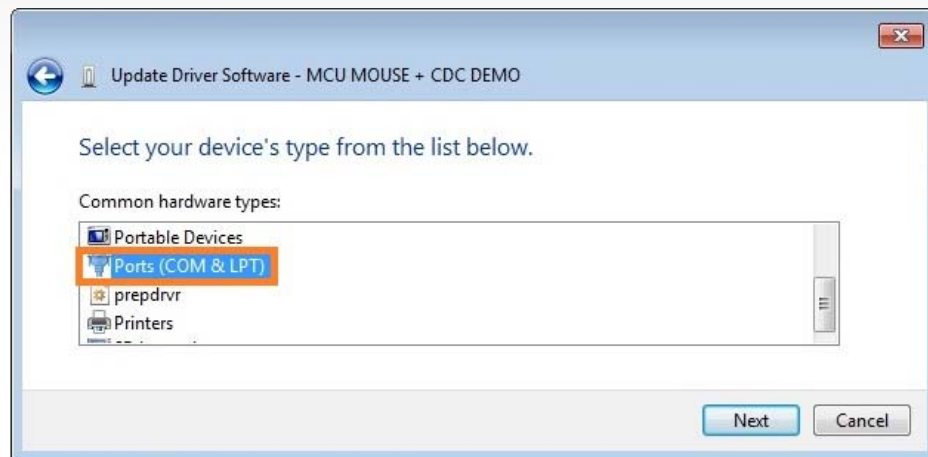 Update Driver Software - MCU MOUSE + CDC DEMO
Select your device's type from the list below.
Common hardware types:
Portable Devices
Ports (COM & LPT)
prepdrvr
Printers
Next
Cancel